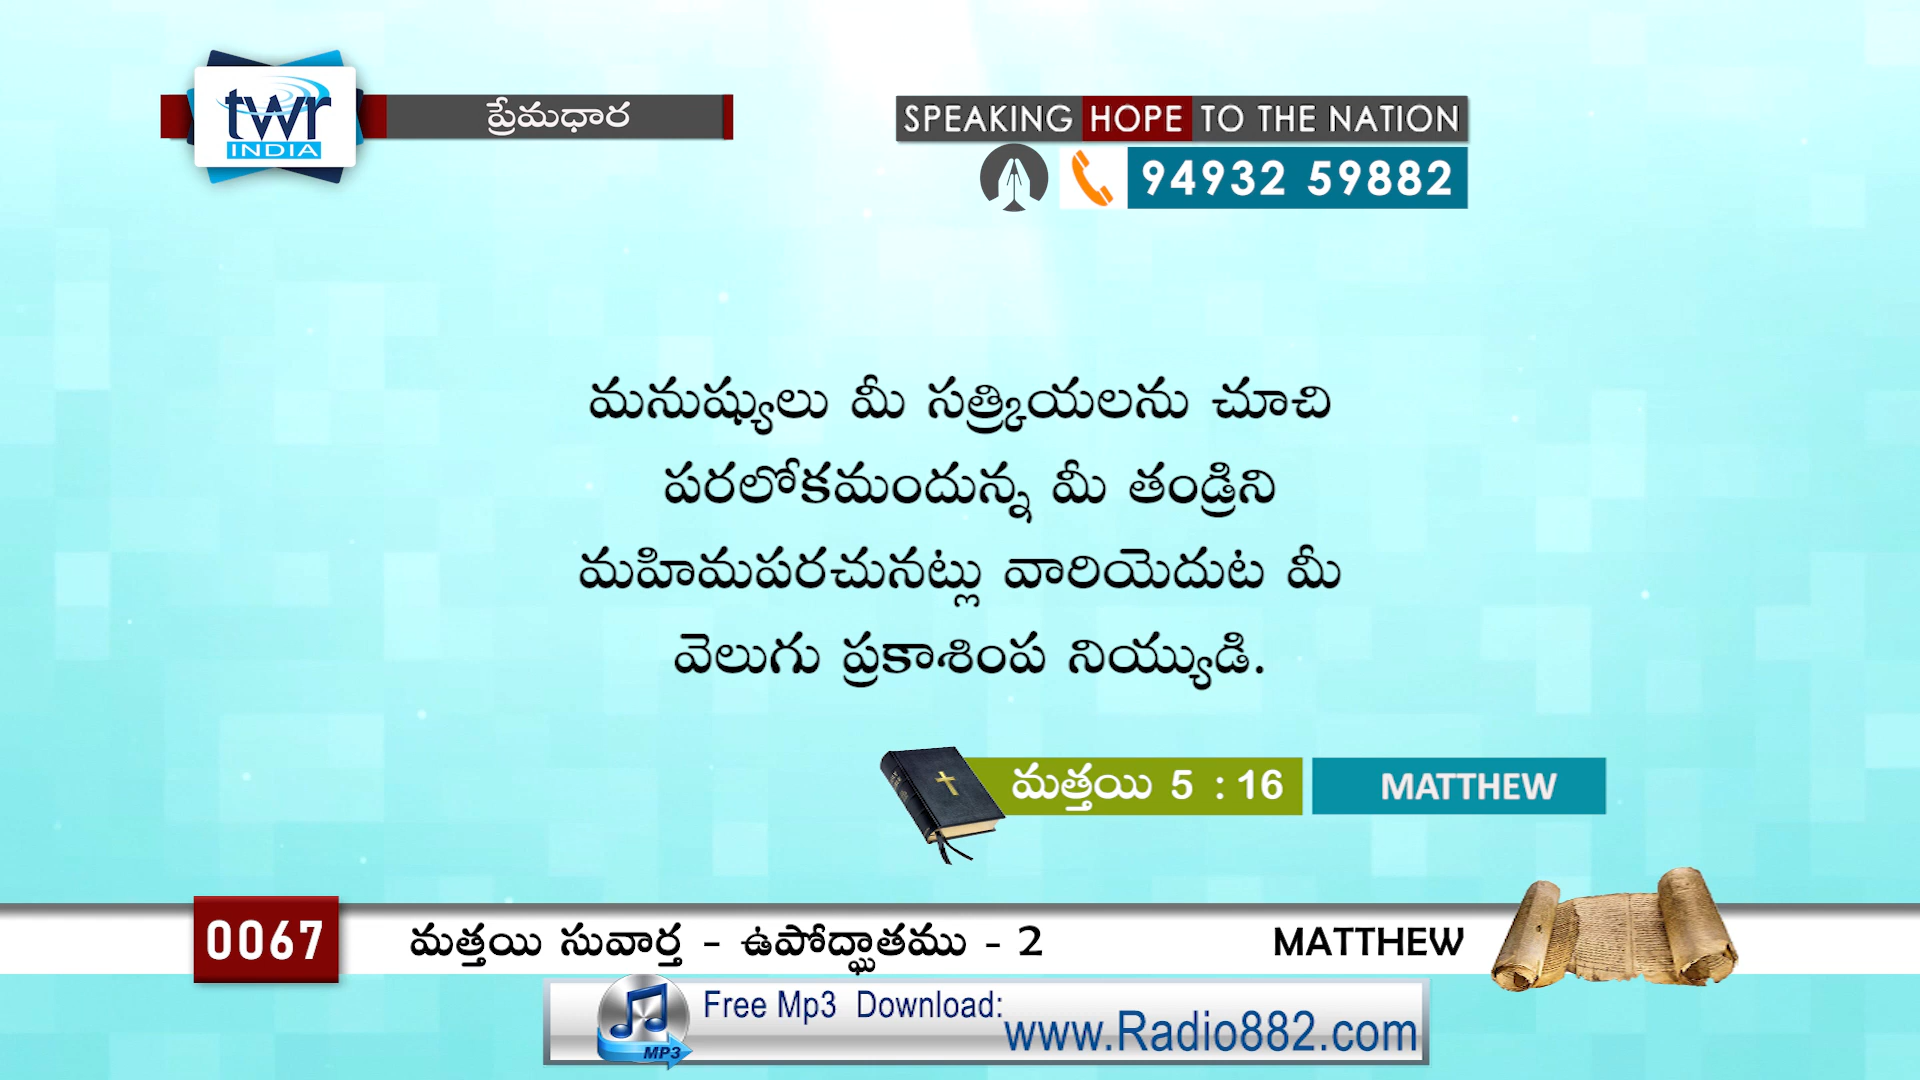 twr
INDIA
ప్రేమధార
SPEAKING HOPE TO THE NATION
94932 59882
మనుష్యులు మీ సత్క్రియలను చూచి
పరలోకమందున్న మీ తండ్రిని
మహిమపరచునట్లు వారియెదుట మీ
వెలుగు ప్రకాశింప నియ్యుడి.
మత్తయి 5 : 16
MATTHEW
0067
మత్తయి సువార్త - ఉపోద్ఘాతము - 2
MATTHEW
Free Mp3 Download:
www.Radio882.com
MP3